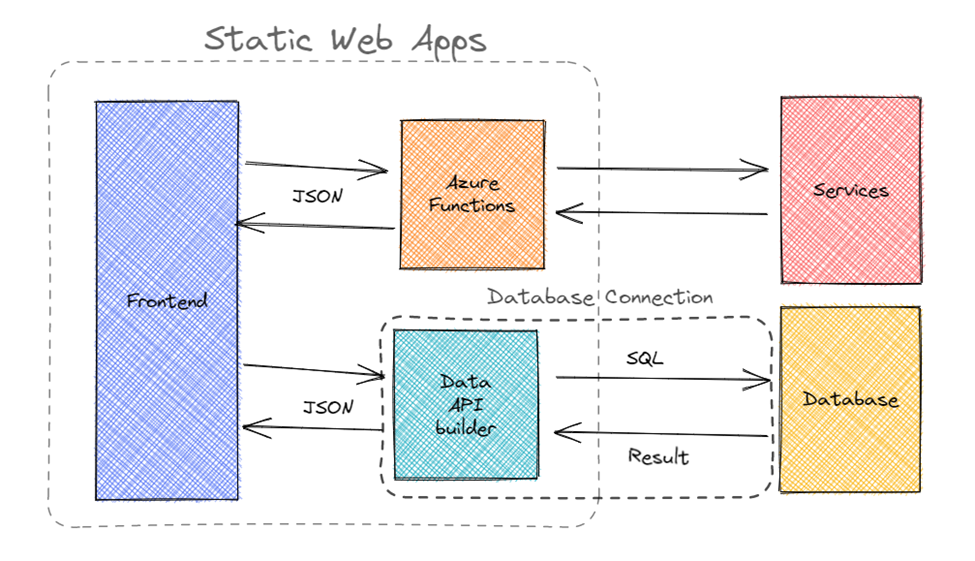 Static Web Apps
JSON
Azure
Functions
Services
Frontend
Database Connection
JSON
Data
API
builder
SQL
Result
Database